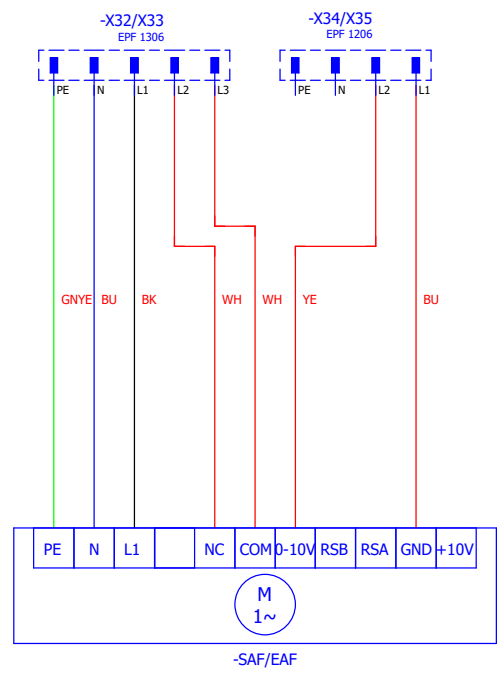 -X32/X33
EPF 1306
-X34/X35
EPF 1206
PE N L1 L2 L3
PE N L2 L1
GNYE BU BK WH WH YE BU
PE N L1 NC COM 0-10V RSB RSA GND +10V
M
1~
-SAF/EAF